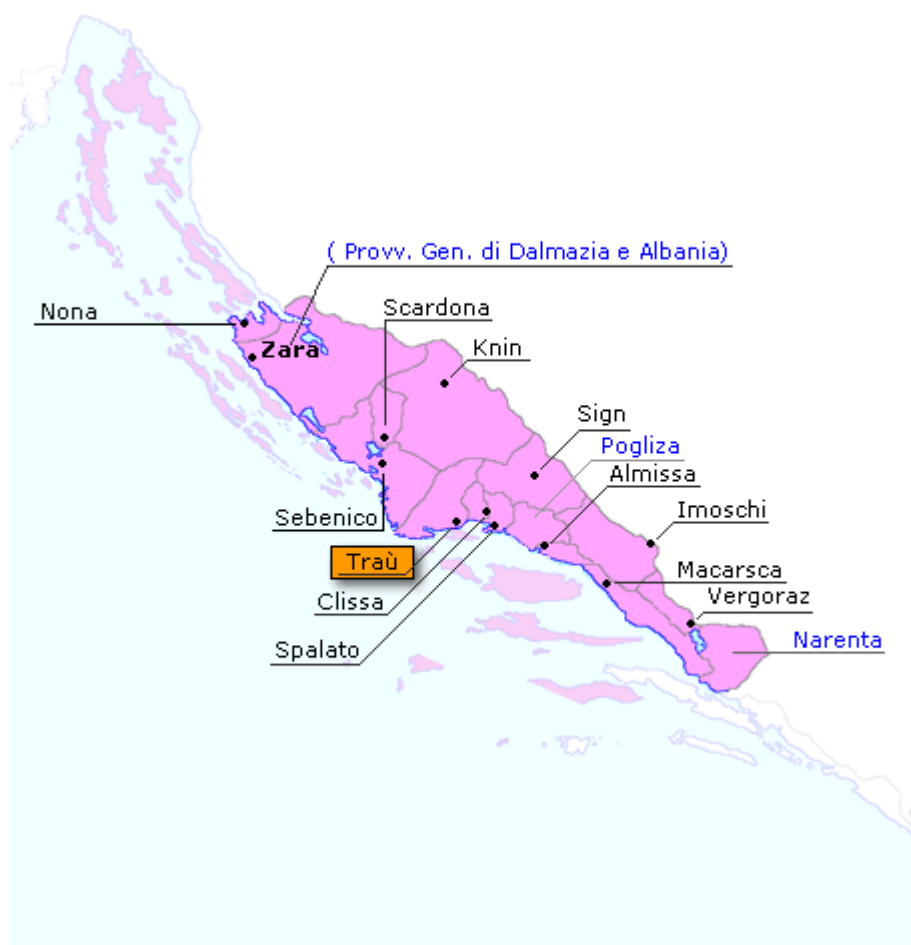 ( Provv. Gen. di Dalmazia e Albania)
Nona
Scardona
Zara
Knin
Sign
Pogliza
Almissa
Sebenico
Imoschi
Traù
Macarsca
Clissa
Vergoraz
Spalato
Narenta